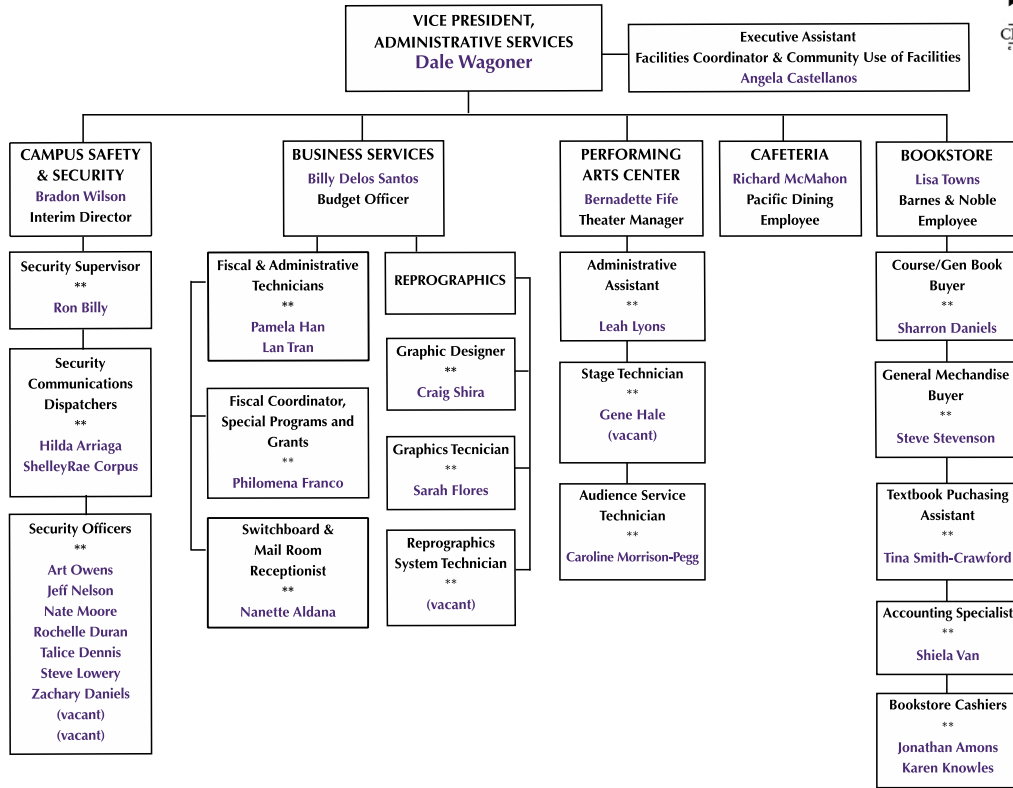 VICE PRESIDENT,
ADMINISTRATIVE SERVICES
Dale Wagoner
Executive Assistant
Facilities Coordinator & Community Use of Facilities
Angela Castellanos
CAMPUS SAFETY
& SECURITY
Bradon Wilson
Interim Director
Security Supervisor
**
Ron Billy
Security
Communications
Dispatchers
**
Hilda Arriaga
ShelleyRae Corpus
Security Officers
**
Art Owens
Jeff Nelson
Nate Moore
Rochelle Duran
Talice Dennis
Steve Lowery
Zachary Daniels
(vacant)
(vacant)
BUSINESS SERVICES
Billy Delos Santos
Budget Officer
Fiscal & Administrative
Technicians
**
Pamela Han
Lan Tran
Fiscal Coordinator,
Special Programs and
Grants
**
Philomena Franco
Switchboard &
Mail Room
Receptionist
**
Nanette Aldana
REPROGRAPHICS
Graphic Designer
**
Craig Shira
Graphics Tecnician
**
Sarah Flores
Reprographics
System Technician
**
(vacant)
PERFORMING
ARTS CENTER
Bernadette Fife
Theater Manager
Administrative
Assistant
**
Leah Lyons
Stage Technician
**
Gene Hale
(vacant)
Audience Service
Technician
**
Caroline Morrison-Pegg
CAFETERIA
Richard McMahon
Pacific Dining
Employee
BOOKSTORE
Lisa Towns
Barnes & Noble
Employee
Course/Gen Book
Buyer
**
Sharron Daniels
General Mechandise
Buyer
**
Steve Stevenson
Textbook Puchasing
Assistant
**
Tina Smith-Crawford
Accounting Specialist
**
Shiela Van
Bookstore Cashiers
**
Jonathan Amons
Karen Knowles